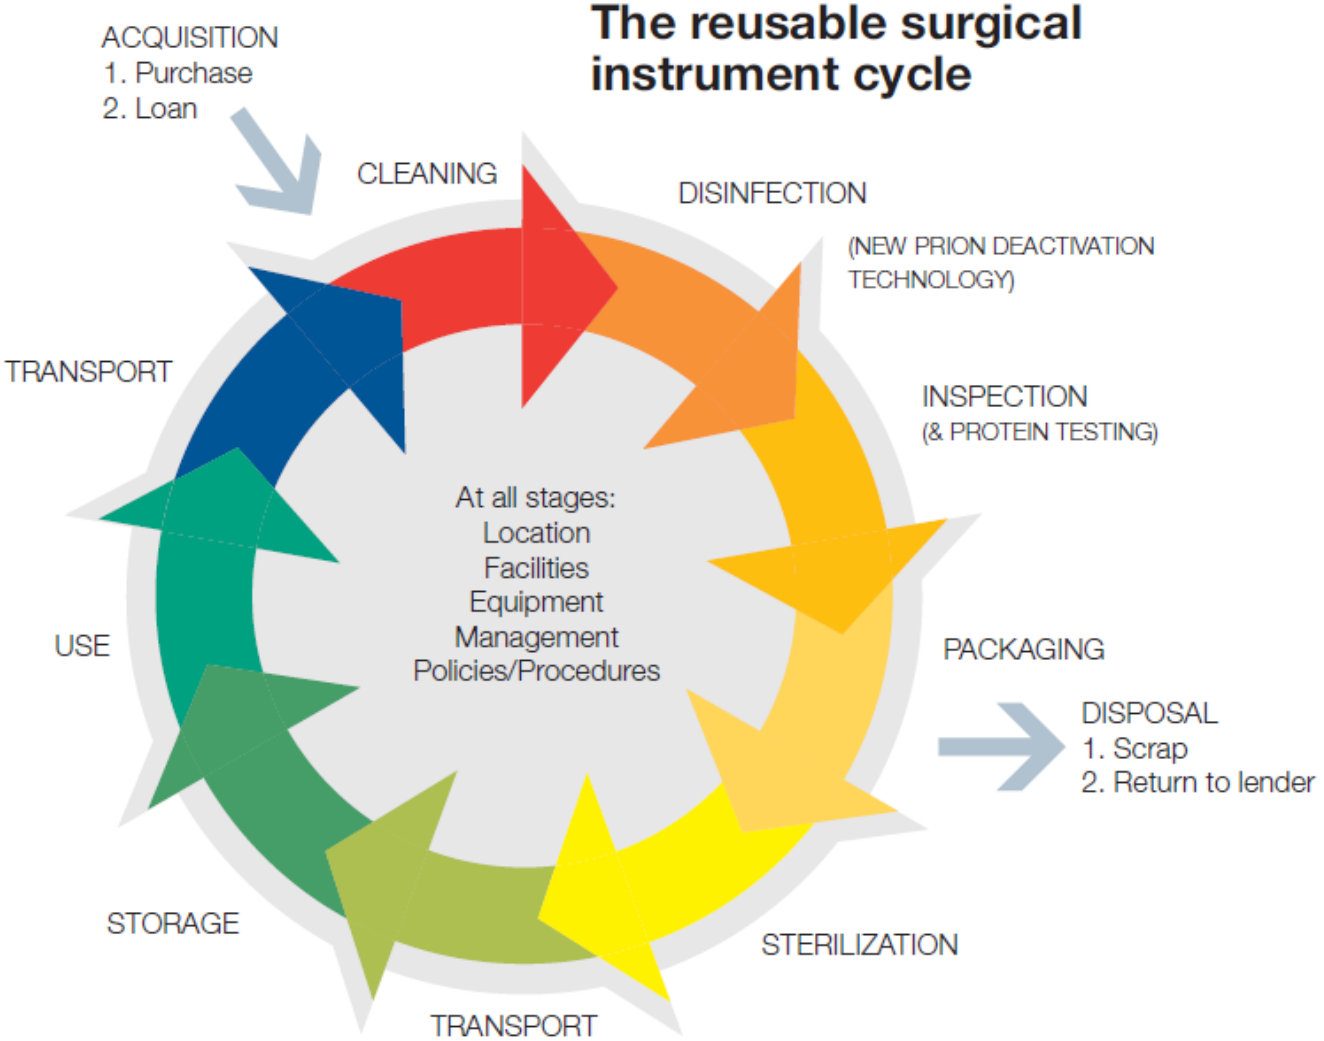 The reusable surgical
instrument cycle
ACQUISITION
1. Purchase
2. Loan
CLEANING
DISINFECTION
(NEW PRION DEACTIVATION
TECHNOLOGY)
TRANSPORT
INSPECTION
(& PROTEIN TESTING)
At all stages:
Location
Facilities
Equipment
Management
Policies/Procedures
USE
PACKAGING
DISPOSAL
1. Scrap
2. Return to lender
STORAGE
STERILIZATION
TRANSPORT